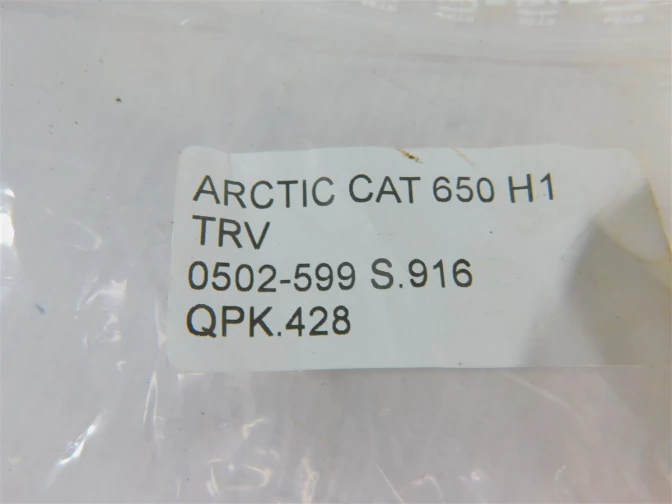 ARCTIC CAT 650 H1
TRV
0502-599 S.916
QPK.428